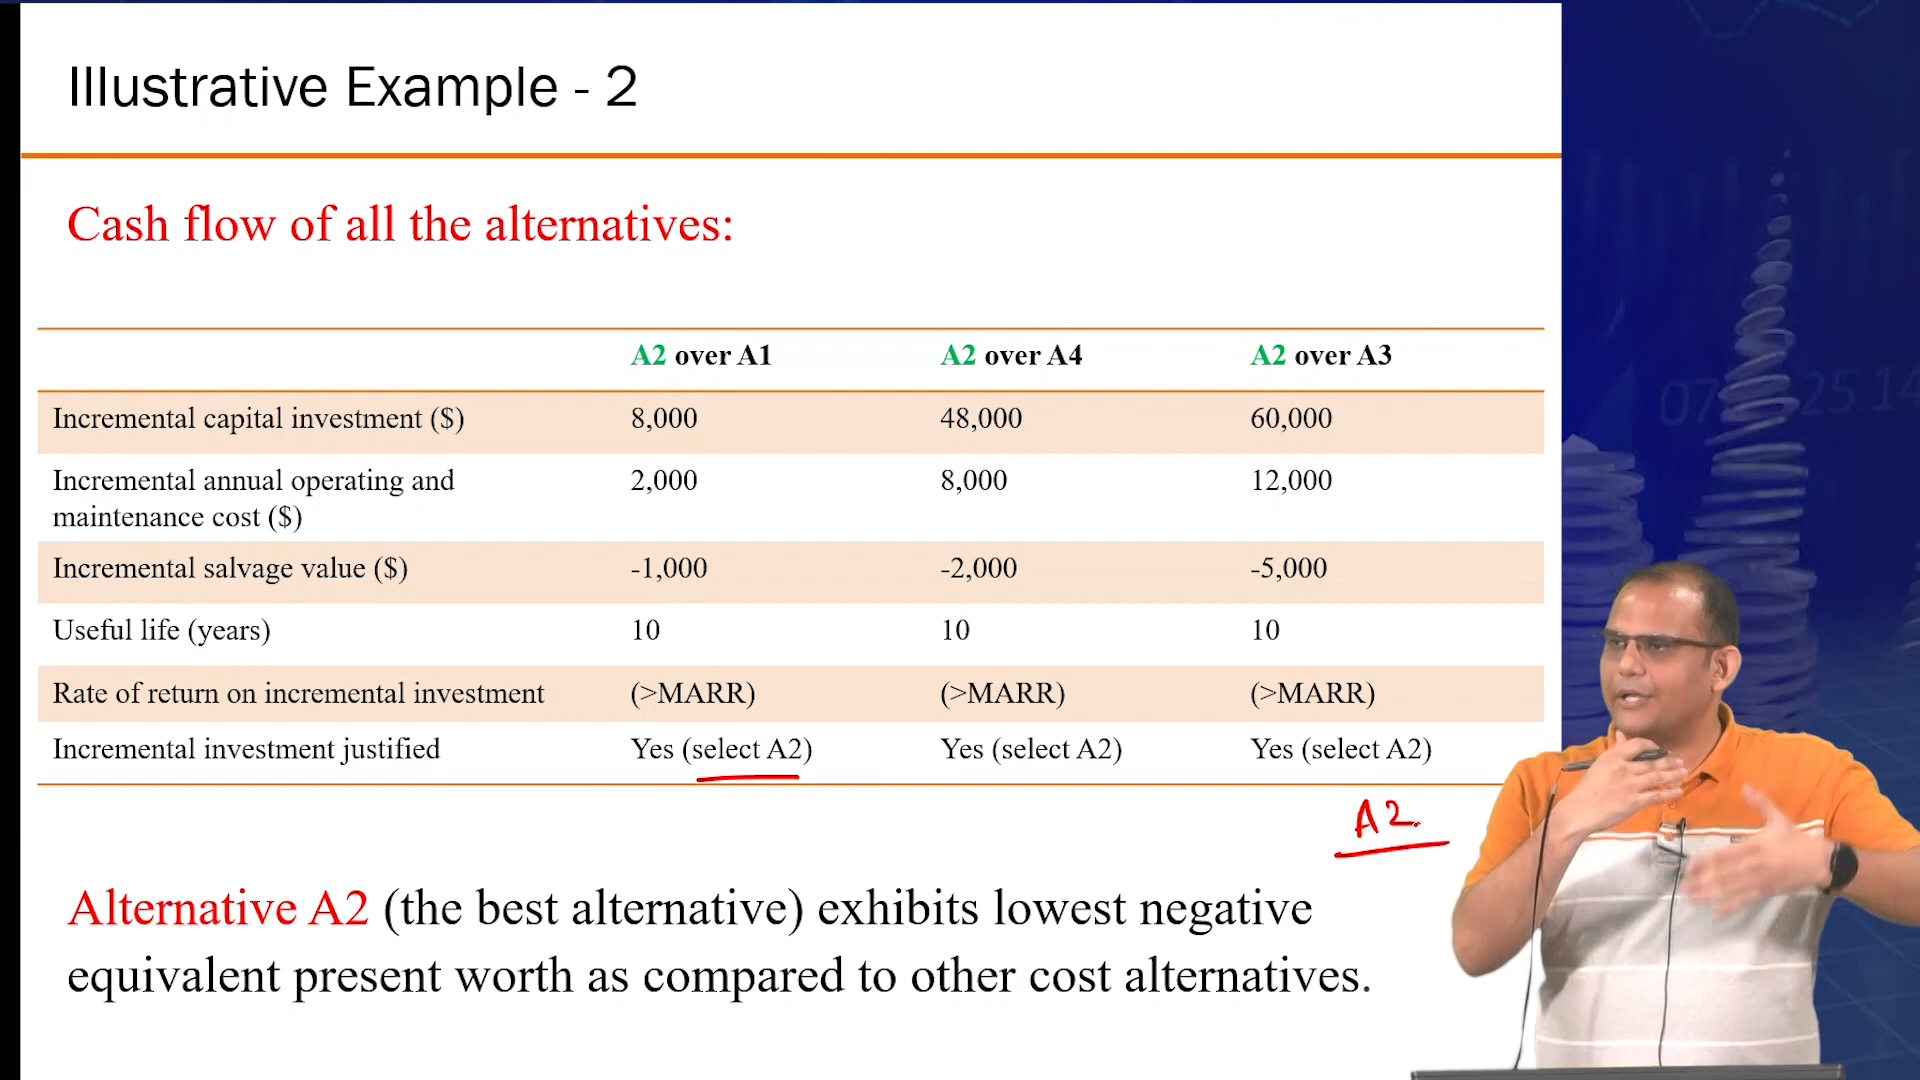 Illustrative Example - 2
Cash flow of all the alternatives:
A2 over A1 A2 over A4 A2 over A3
Incremental capital investment ($) 8,000 48,000 60,000
Incremental annual operating and 2,000 8,000 12,000
maintenance cost ($)
Incremental salvage value ($) -1,000 -2,000 -5,000
Useful life (years) 10 10 10
Rate of return on incremental investment (>MARR) (>MARR) (>MARR)
Incremental investment justified Yes (select A2) Yes (select A2) Yes (select A2)
A2
Alternative A2 (the best alternative) exhibits lowest negative
equivalent present worth as compared to other cost alternatives.